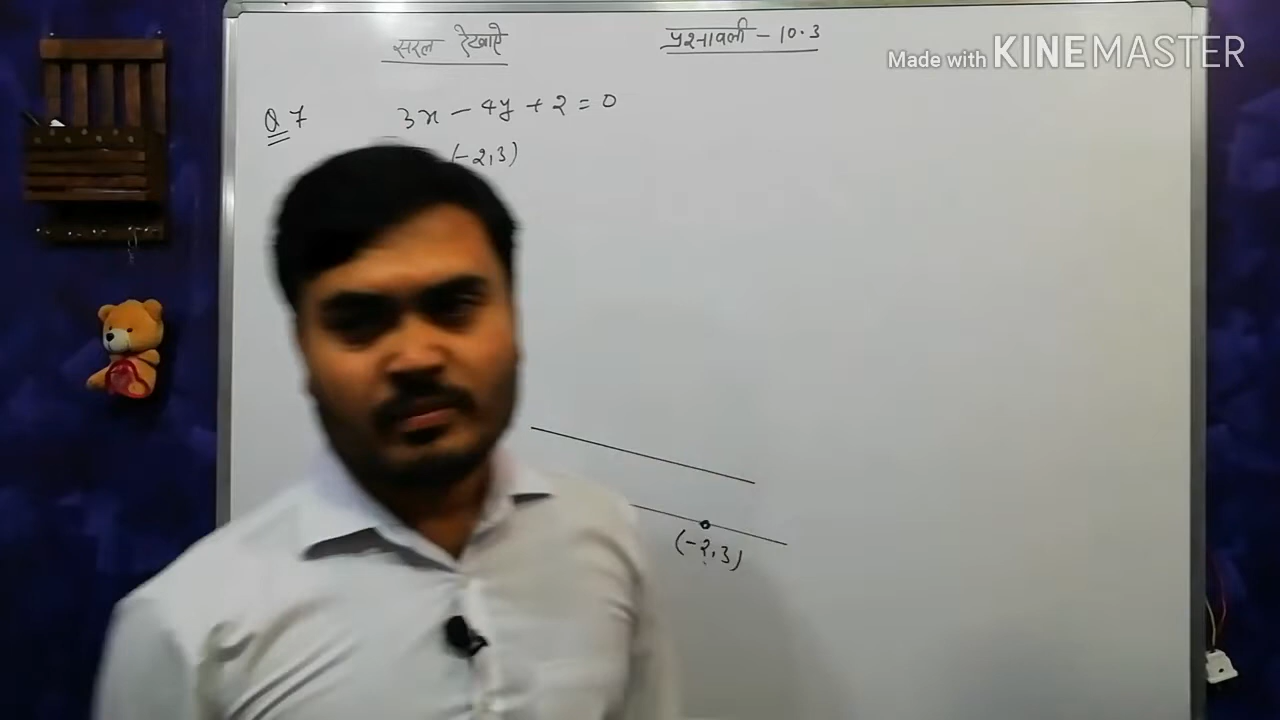 सरल रेखाऐ
प्रश्नावली - 10.3
Made with KINEMASTER
Q 7
3x - 4y + 2 = 0
(-2,3)
(-2,3)